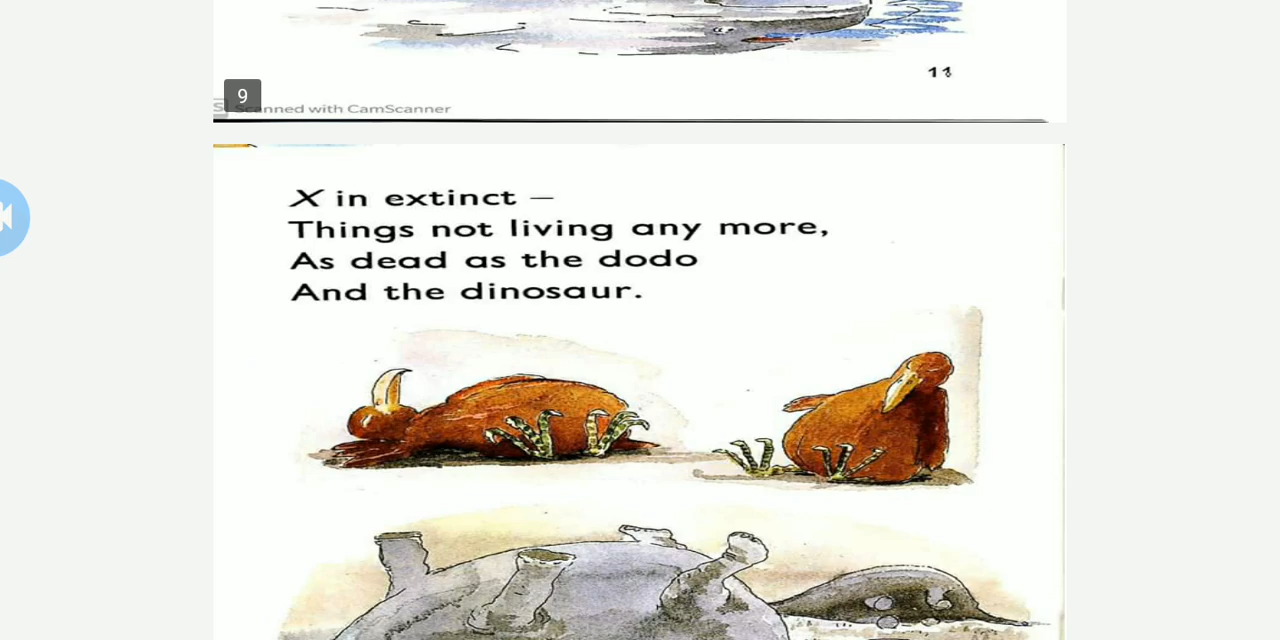 11
9
Scanned with CamScanner
X in extinct –
Things not living any more,
As dead as the dodo
And the dinosaur.